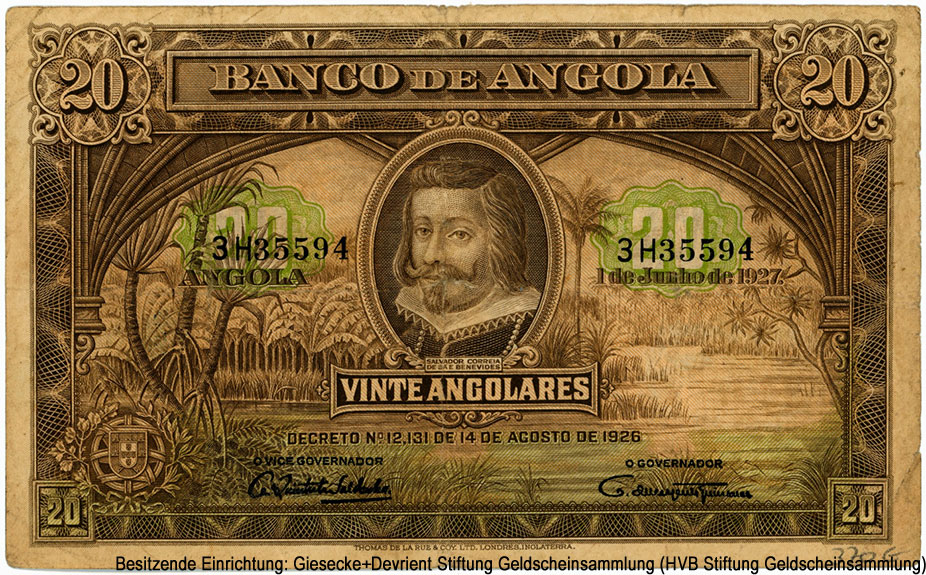 20 BANCO DE ANGOLA 20
20 20
3H35594 3H35594
ANGOLA 1 de Junho de 1927.
SALVADOR CORREIA
DE SÁ E BENEVIDES
VINTE ANGOLARES
DECRETO Nº 12,131 DE 14 DE AGOSTO DE 1926
O VICE GOVERNADOR O GOVERNADOR
20 20
THOMAS DE LA RUE & COY. LTD. LONDRES, INGLATERRA.
Besitzende Einrichtung: Giesecke+Devrient Stiftung Geldscheinsammlung (HVB Stiftung Geldscheinsammlung)